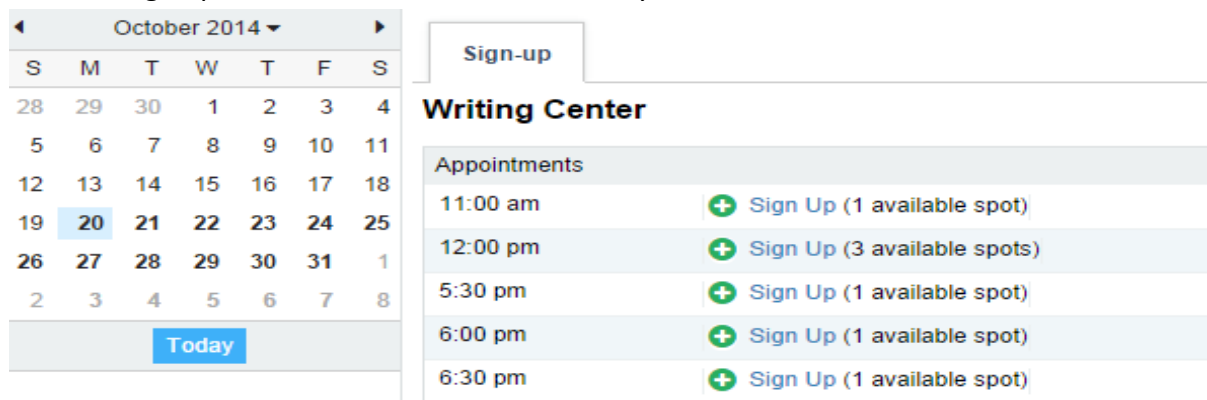 October 2014
S M T W T F S
28 29 30 1 2 3 4
5 6 7 8 9 10 11
12 13 14 15 16 17 18
19 20 21 22 23 24 25
26 27 28 29 30 31 1
2 3 4 5 6 7 8
Today
Sign-up
Writing Center
Appointments
11:00 am Sign Up (1 available spot)
12:00 pm Sign Up (3 available spots)
5:30 pm Sign Up (1 available spot)
6:00 pm Sign Up (1 available spot)
6:30 pm Sign Up (1 available spot)